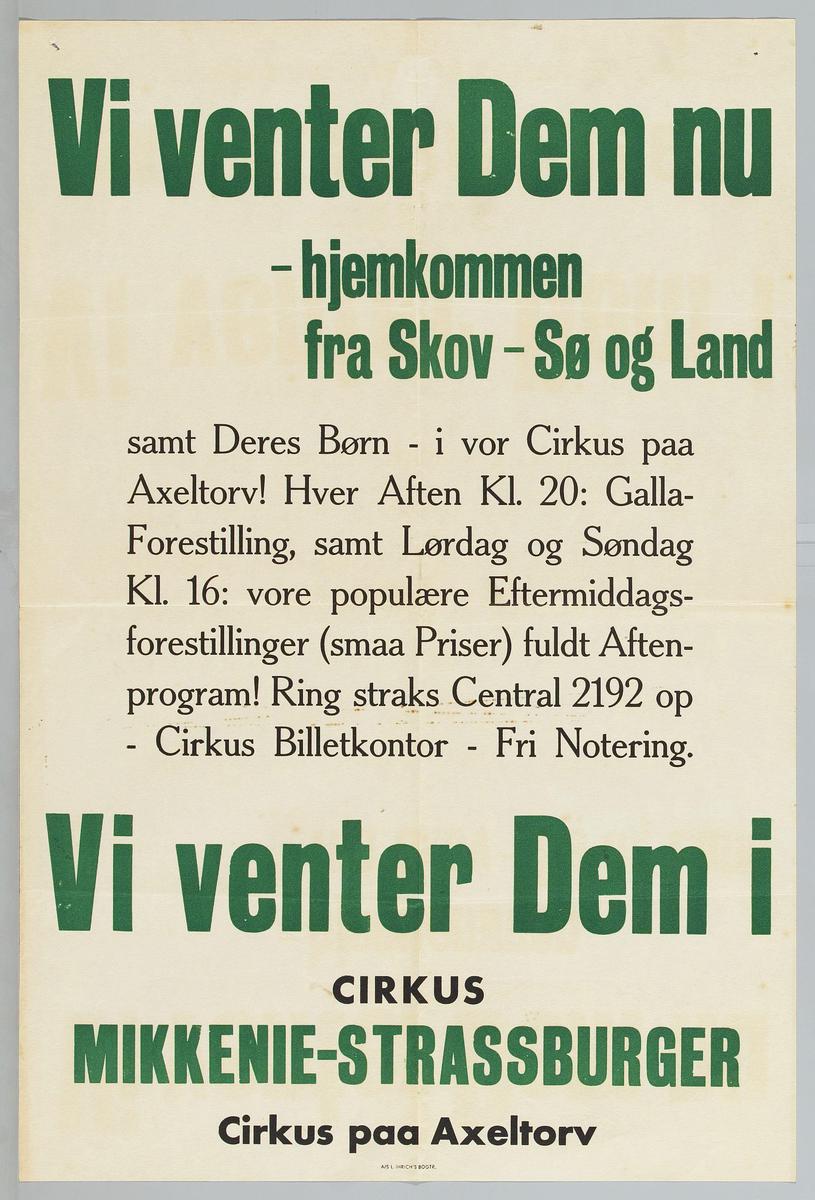 Vi venter Dem nu
- hjemkommen
fra Skov - Sø og Land
samt Deres Børn - i vor Cirkus paa
Axeltorv! Hver Aften Kl. 20: Galla-
Forestilling, samt Lørdag og Søndag
Kl. 16: vore populære Eftermiddags-
forestillinger (smaa Priser) fuldt Aften-
program! Ring straks Central 2192 op
- Cirkus Billetkontor - Fri Notering.
Vi venter Dem i
CIRKUS
MIKKENIE-STRASSBURGER
Cirkus paa Axeltorv
A/S L. IHRICH'S BOGTR.